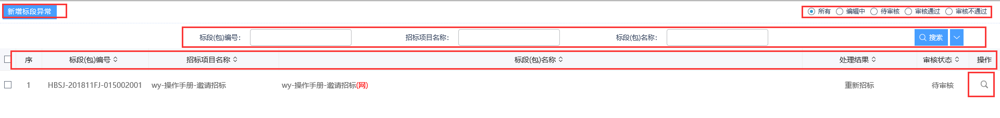 新增标段异常
所有 编辑中 待审核 审核通过 审核不通过
标段(包)编号： 招标项目名称： 标段(包)名称： 搜索
序 标段(包)编号 招标项目名称 标段(包)名称 处理结果 审核状态 操作
1 HBSJ-201811FJ-015002001 wy-操作手册-邀请招标 wy-操作手册-邀请招标(网) 重新招标 待审核